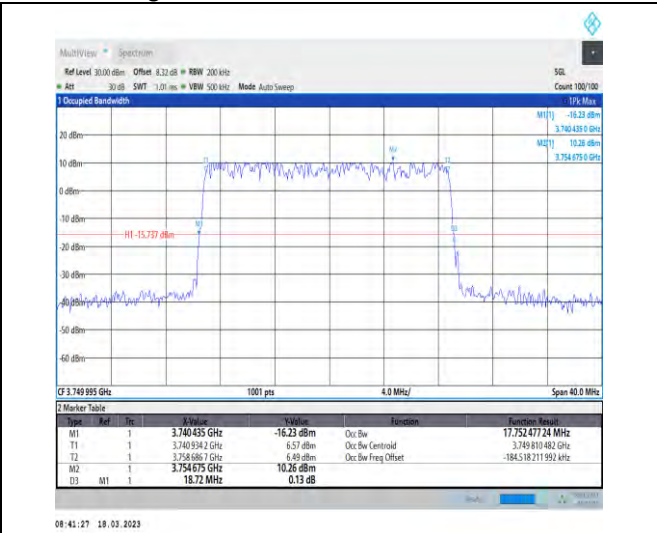 MultiView Spectrum
Ref Level 30.00 dBm Offset 8.32 dB RBW 200 kHz SGL
Att 30 dB SWT 1.01 ms VBW 500 kHz Mode Auto Sweep Count 100/100
1 Occupied Bandwidth 1Pk Max
M1[1] -16.23 dBm
3.740 435 0 GHz
M2[1] 10.26 dBm
3.754 675 0 GHz
20 dBm
M2
T1
10 dBm
0 dBm
-10 dBm
M1
H1 -15.737 dBm
-20 dBm
-30 dBm
-40 dBm
-50 dBm
-60 dBm
CF 3.749 995 GHz 1001 pts 4.0 MHz/ Span 40.0 MHz
2 Marker Table
Type Ref Trc X-Value Y-Value Function Function Result
M1 1 3.740 435 GHz -16.23 dBm Occ Bw 17.752 477 24 MHz
T1 1 3.740 934 2 GHz 6.57 dBm Occ Bw Centroid 3.749 810 482 GHz
T2 1 3.758 686 7 GHz 6.49 dBm Occ Bw Freq Offset -184.518 211 992 kHz
M2 1 3.754 675 GHz 10.26 dBm
D3 M1 1 18.72 MHz 0.13 dB
08:41:27 18.03.2023